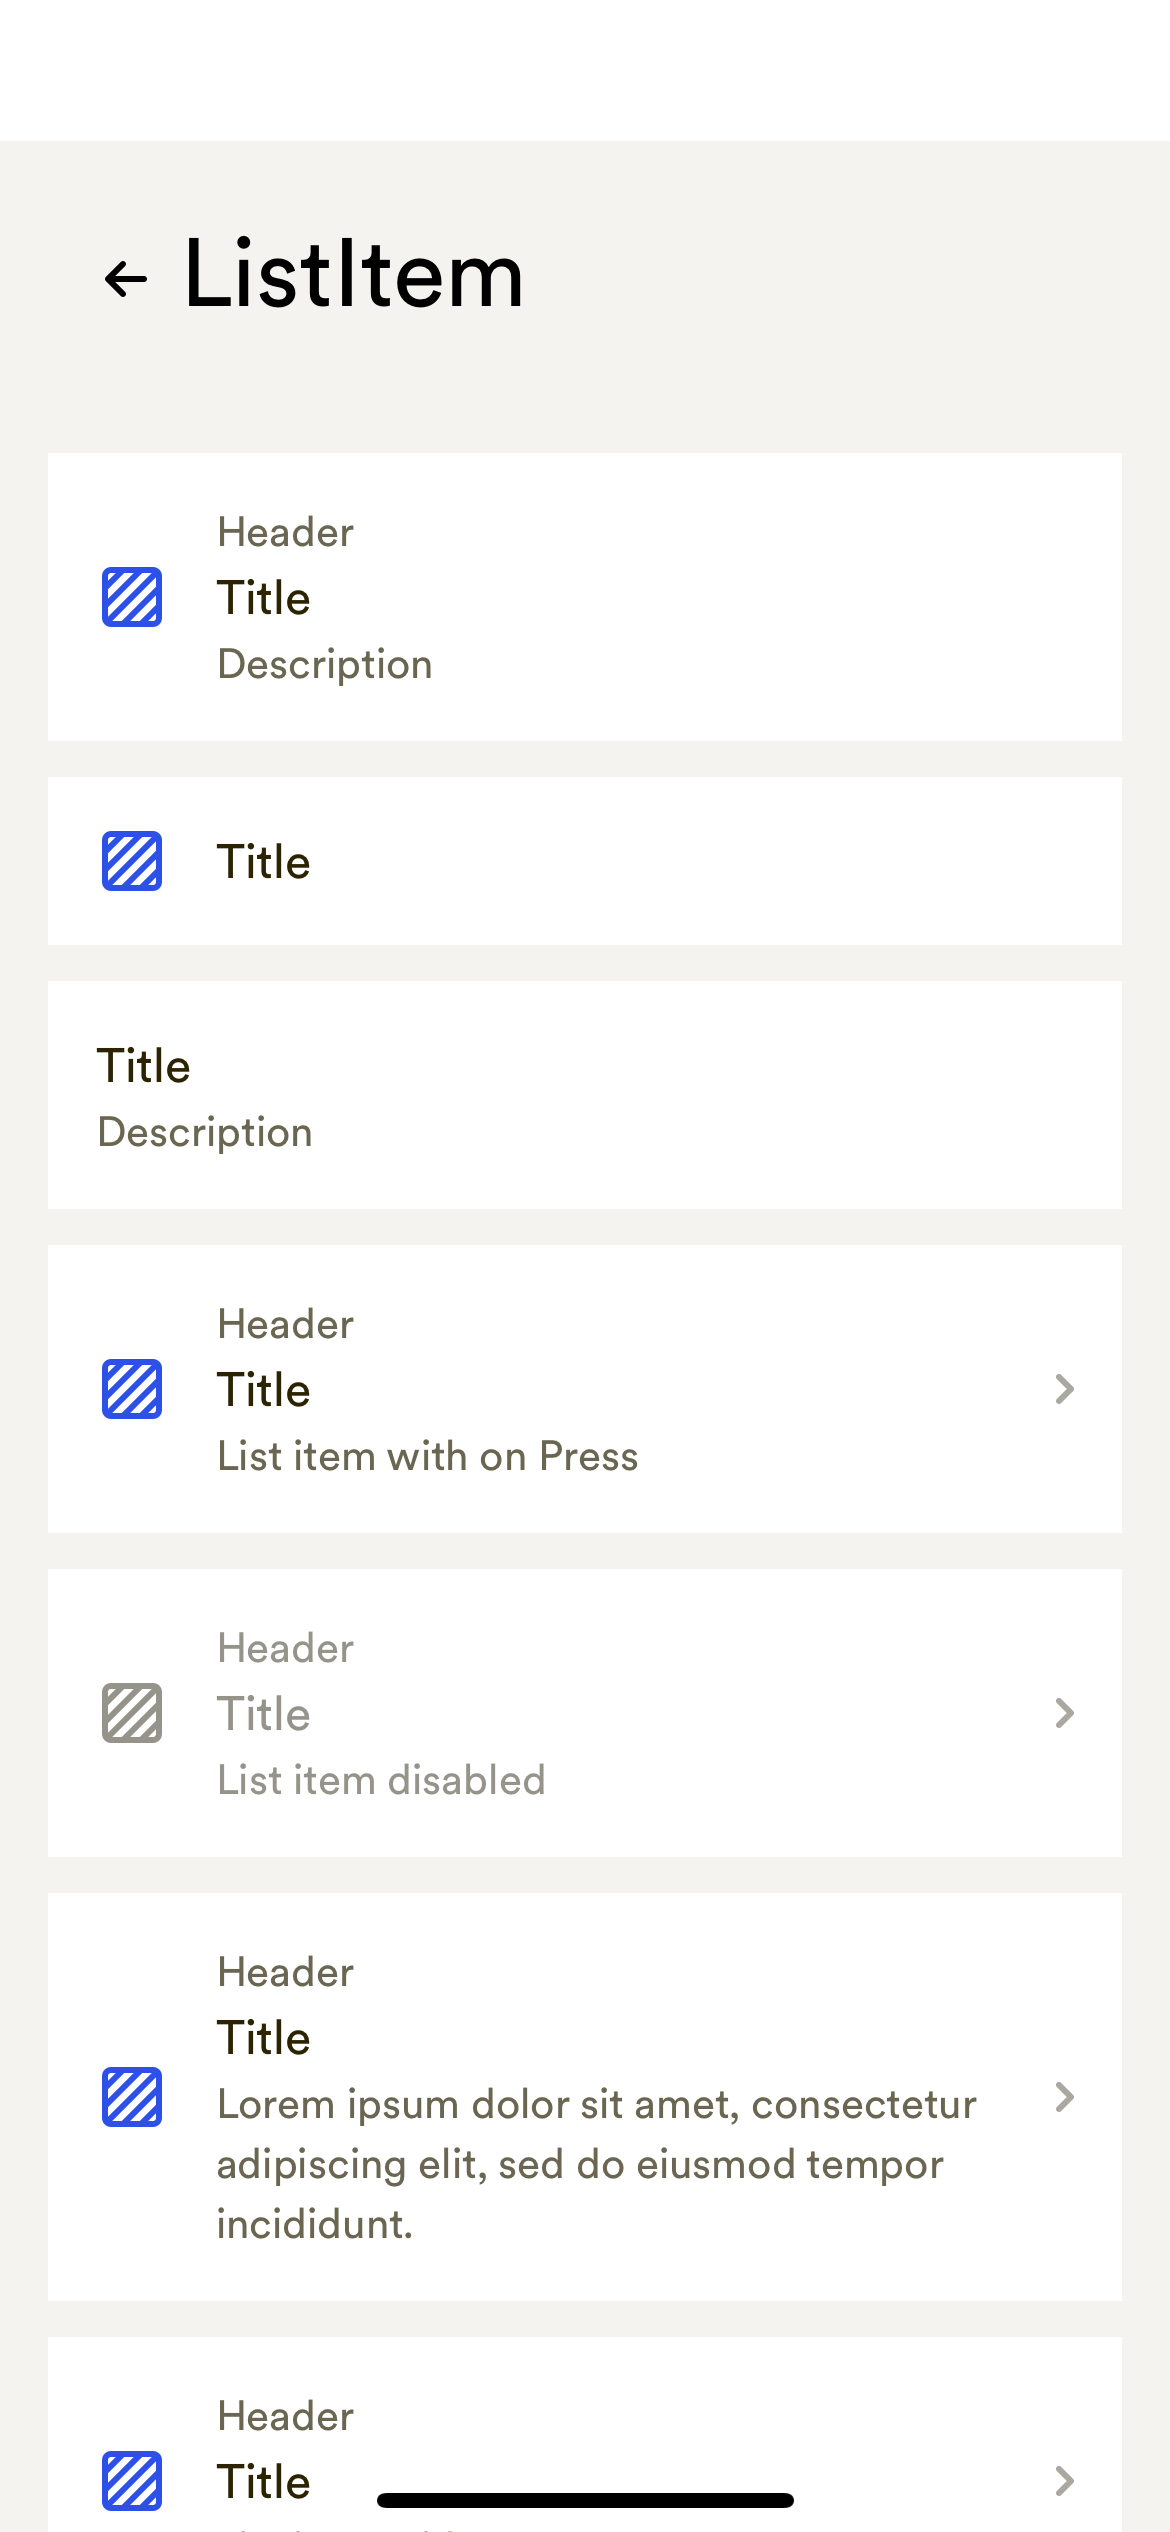 ListItem
Header
Title
Description
Title
Title
Description
Header
Title
List item with on Press
Header
Title
List item disabled
Header
Title
Lorem ipsum dolor sit amet, consectetur
adipiscing elit, sed do eiusmod tempor
incididunt.
Header
Title